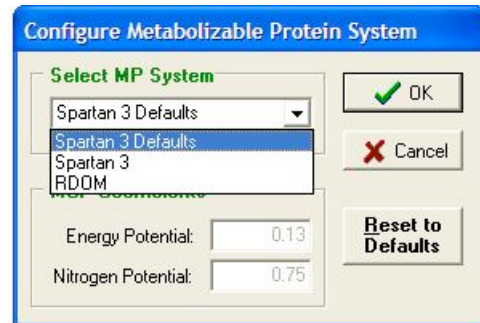 Configure Metabolizable Protein System
Select MP System
Spartan 3 Defaults
OK
Spartan 3 Defaults
Spartan 3
RDOM
Cancel
Energy Potential: 0.13
Nitrogen Potential: 0.75
Reset to
Defaults